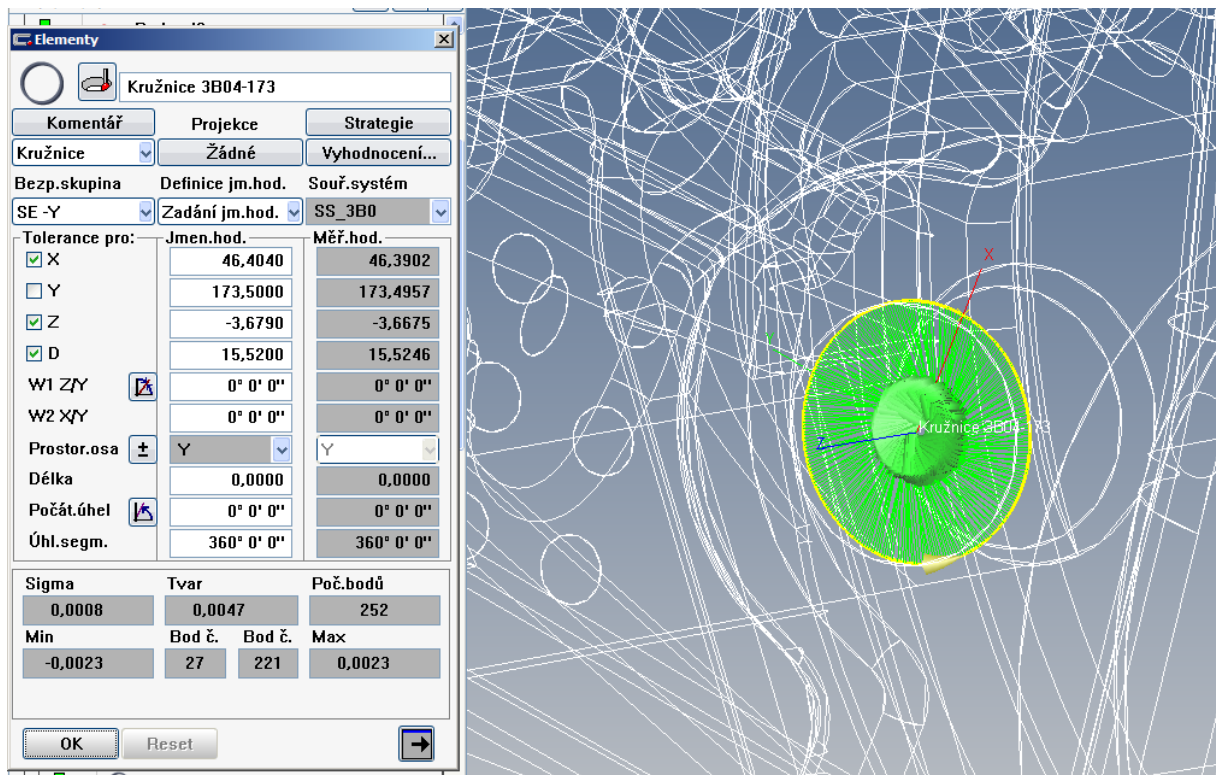 Elementy
Kružnice 3B04-173
Komentář Projekce Strategie
Kružnice Žádné Vyhodnocení...
Bezp.skupina Definice jm.hod. Souř.systém
SE -Y Zadání jm.hod. SS_3B0
Tolerance pro: Jmen.hod. Měř.hod.
X 46,4040 46,3902
Y 173,5000 173,4957
Z -3,6790 -3,6675
D 15,5200 15,5246
W1 Z/Y 0° 0' 0'' 0° 0' 0''
W2 X/Y 0° 0' 0'' 0° 0' 0''
Prostor.osa ± Y Y
Délka 0,0000 0,0000
Počát.úhel 0° 0' 0'' 0° 0' 0''
Úhl.segm. 360° 0' 0'' 360° 0' 0''
Sigma Tvar Poč.bodů
0,0008 0,0047 252
Min Bod č. Bod č. Max
-0,0023 27 221 0,0023
OK Reset
X
Y
Z
Kružnice 3B04-173